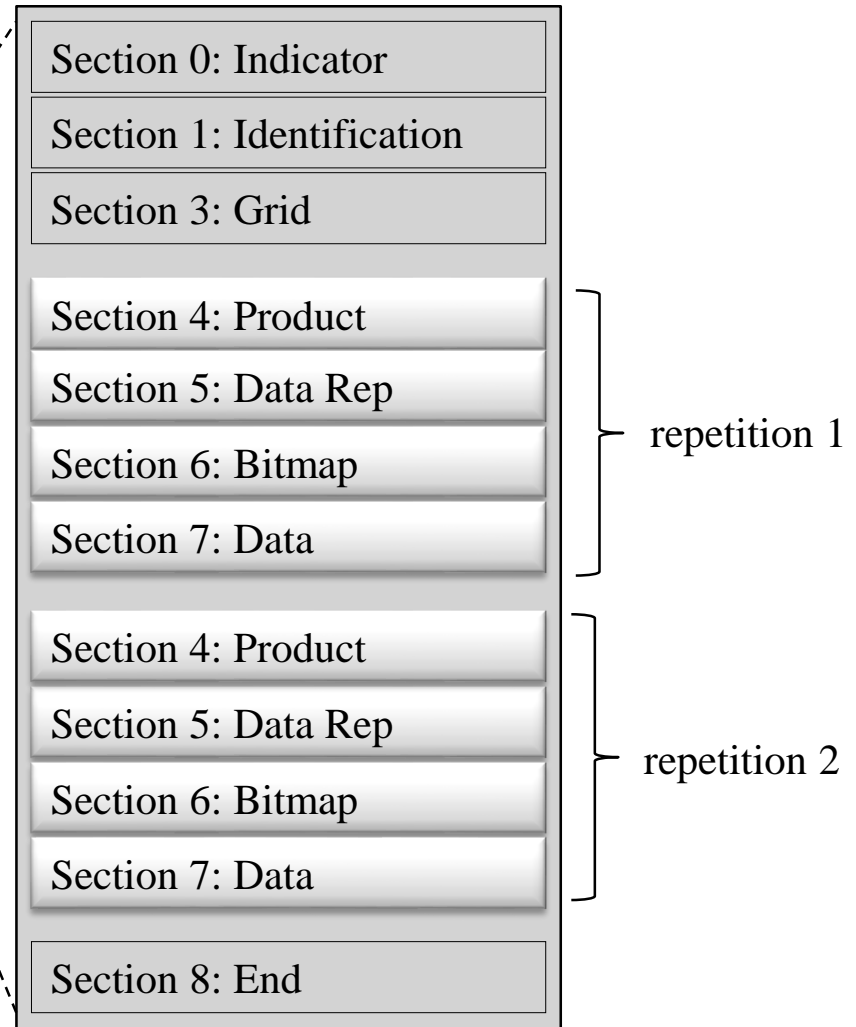 Section 0: Indicator
Section 1: Identification
Section 3: Grid
Section 4: Product
Section 5: Data Rep
Section 6: Bitmap
Section 7: Data
repetition 1
Section 4: Product
Section 5: Data Rep
Section 6: Bitmap
Section 7: Data
repetition 2
Section 8: End